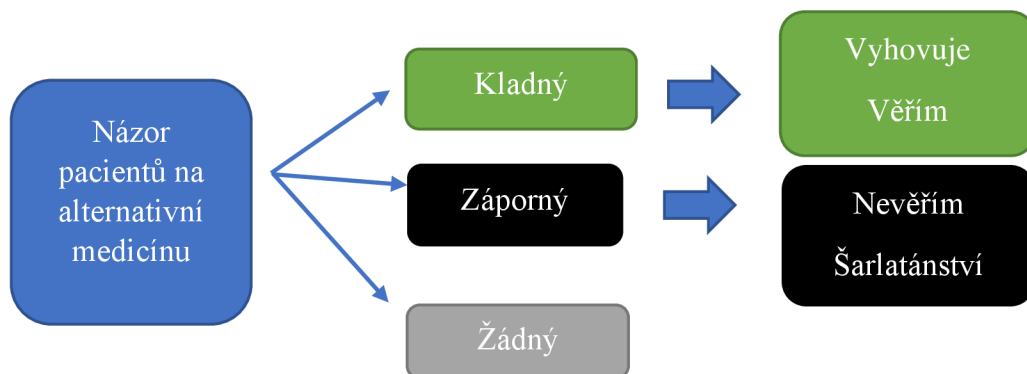 Názor
pacientů na
alternativní
medicínu
Kladný
Vyhovuje
Věřím
Záporný
Nevěřím
Šarlatánství
Žádný